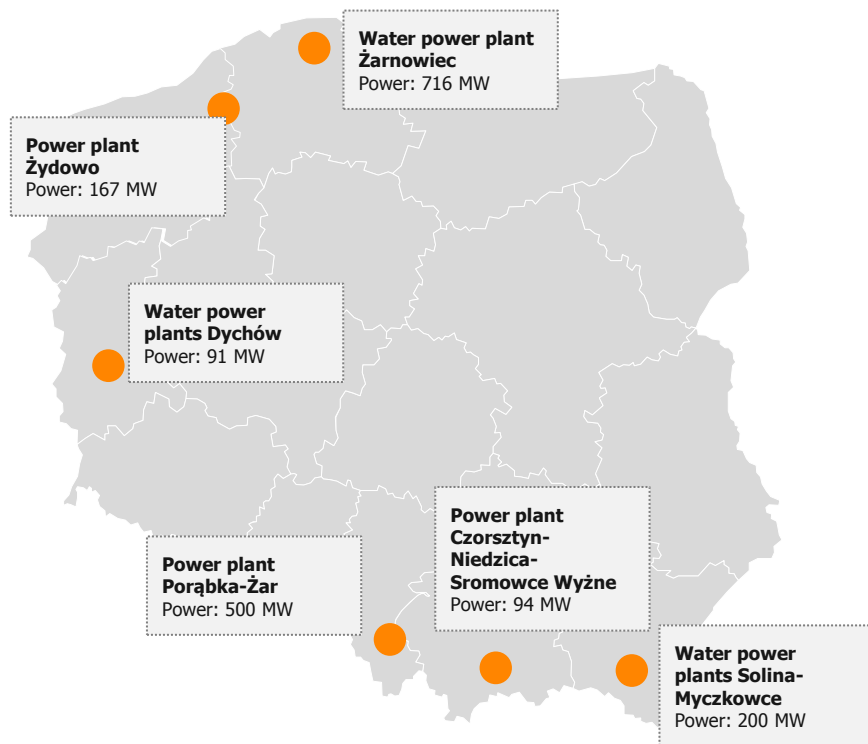 Water power plant
Żarnowiec
Power: 716 MW
Power plant
Żydowo
Power: 167 MW
Water power
plants Dychów
Power: 91 MW
Power plant
Czorsztyn-
Niedzica-
Sromowce Wyżne
Power: 94 MW
Power plant
Porąbka-Żar
Power: 500 MW
Water power
plants Solina-
Myczkowce
Power: 200 MW